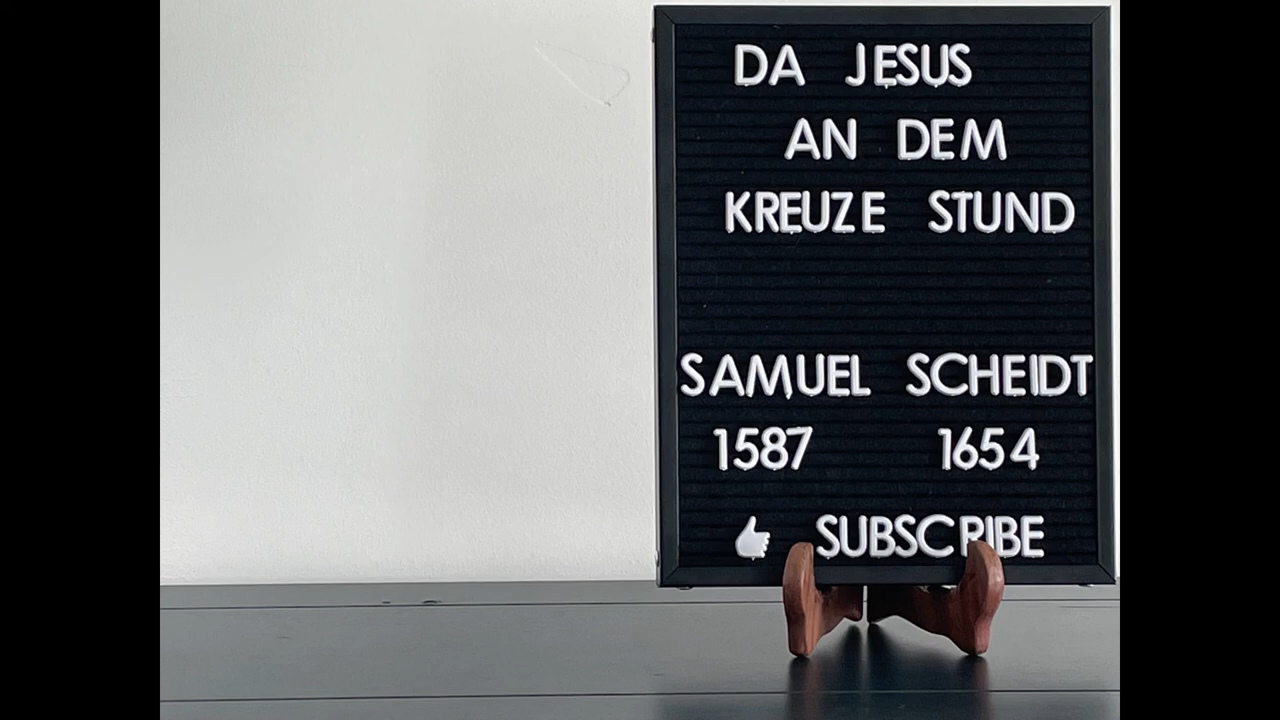 DA JESUS
AN DEM
KREUZE STUND
SAMUEL SCHEIDT
1587 1654
👍 SUBSCRIBE